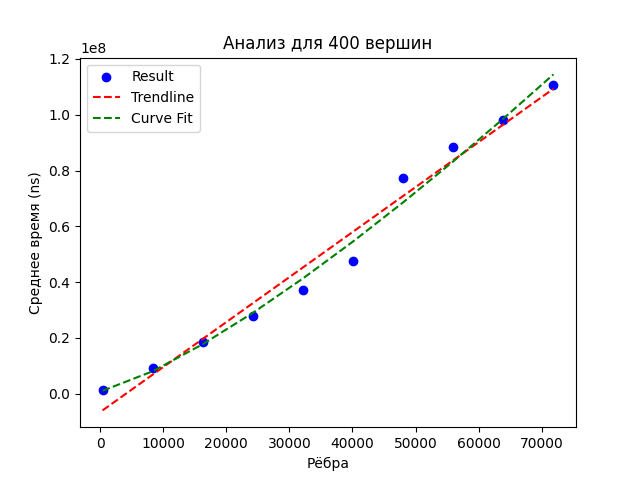 Анализ для 400 вершин
1e8
Result
Trendline
Curve Fit
1.2
1.0
0.8
0.6
0.4
0.2
0.0
Среднее время (ns)
0 10000 20000 30000 40000 50000 60000 70000
Рёбра